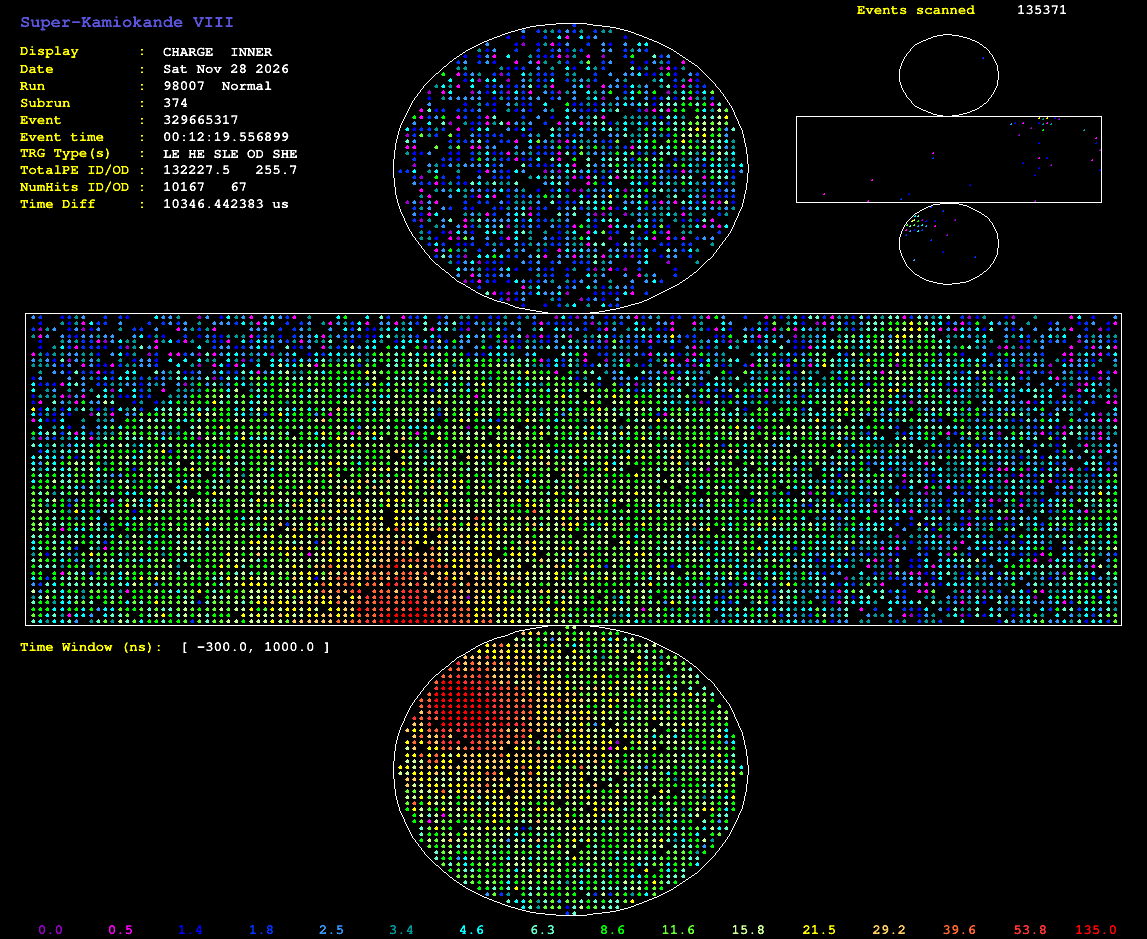 Super-Kamiokande VIII
Events scanned 135371
Display : CHARGE INNER
Date : Sat Nov 28 2026
Run : 98007 Normal
Subrun : 374
Event : 329665317
Event time : 00:12:19.556899
TRG Type(s) : LE HE SLE OD SHE
TotalPE ID/OD : 132227.5 255.7
NumHits ID/OD : 10167 67
Time Diff : 10346.442383 us
Time Window (ns): [ -300.0, 1000.0 ]
0.0 0.5 1.4 1.8 2.5 3.4 4.6 6.3 8.6 11.6 15.8 21.5 29.2 39.6 53.8 135.0